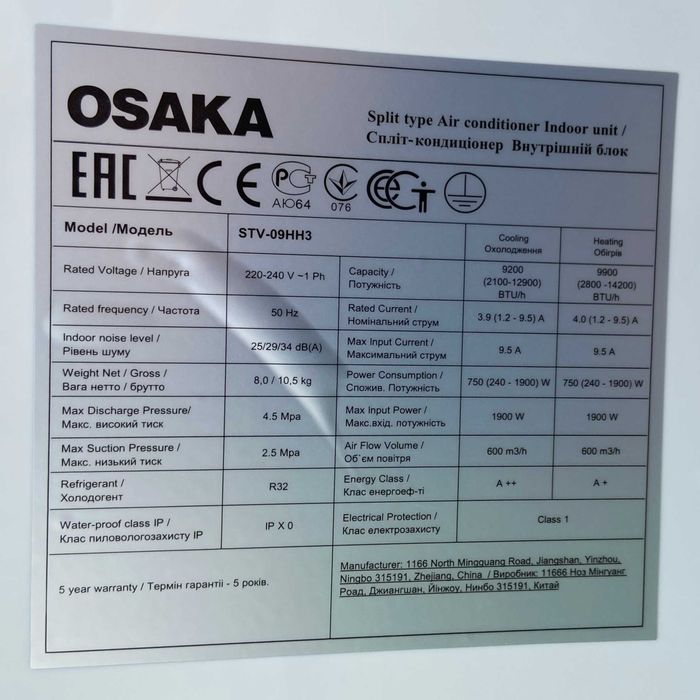 OSAKA
Split type Air conditioner Indoor unit /
Спліт-кондиціонер Внутрішній блок
EAC
CE
РСТ
АЮ64
076
CCC
Model /Модель STV-09HH3
Cooling
Охолодження
Heating
Обігрів
Rated Voltage / Напруга 220-240 V ~1 Ph
Capacity /
Потужність
9200
(2100-12900)
BTU/h
9900
(2800 -14200)
BTU/h
Rated frequency / Частота 50 Hz
Rated Current /
Номінальний струм
3.9 (1.2 - 9.5) A
4.0 (1.2 - 9.5) A
Indoor noise level /
Рівень шуму
25/29/34 dB(A)
Max Input Current /
Максимальний струм
9.5 A
9.5 A
Weight Net / Gross /
Вага нетто / брутто
8,0 / 10,5 kg
Power Consumption /
Спожив. Потужність
750 (240 - 1900) W
750 (240 - 1900) W
Max Discharge Pressure/
Макс. високий тиск
4.5 Mpa
Max Input Power /
Макс.вхід. потужність
1900 W
1900 W
Max Suction Pressure /
Макс. низький тиск
2.5 Mpa
Air Flow Volume /
Об`єм повітря
600 m3/h
600 m3/h
Refrigerant /
Холодогент
R32
Energy Class /
Клас енергоеф-ті
A ++
A +
Water-proof class IP /
Клас пиловологозахисту IP
IP X 0
Electrical Protection /
Клас електрозахисту
Class 1
5 year warranty / Термін гарантії - 5 років.
Manufacturer: 1166 North Mingguang Road, Jiangshan, Yinzhou,
Ningbo 315191, Zhejiang, China / Виробник: 11666 Ноз Мінгуанг
Роад, Джиангшан, Йінжоу, Нинбо 315191, Китай